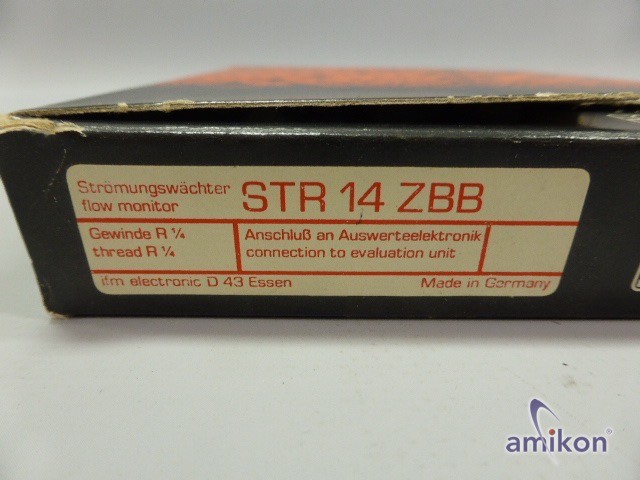 Strömungswächter
flow monitor
STR 14 ZBB
Gewinde R ¼
thread R ¼
Anschluß an Auswerteelektronik
connection to evaluation unit
ifm electronic D 43 Essen
Made in Germany
amikon®